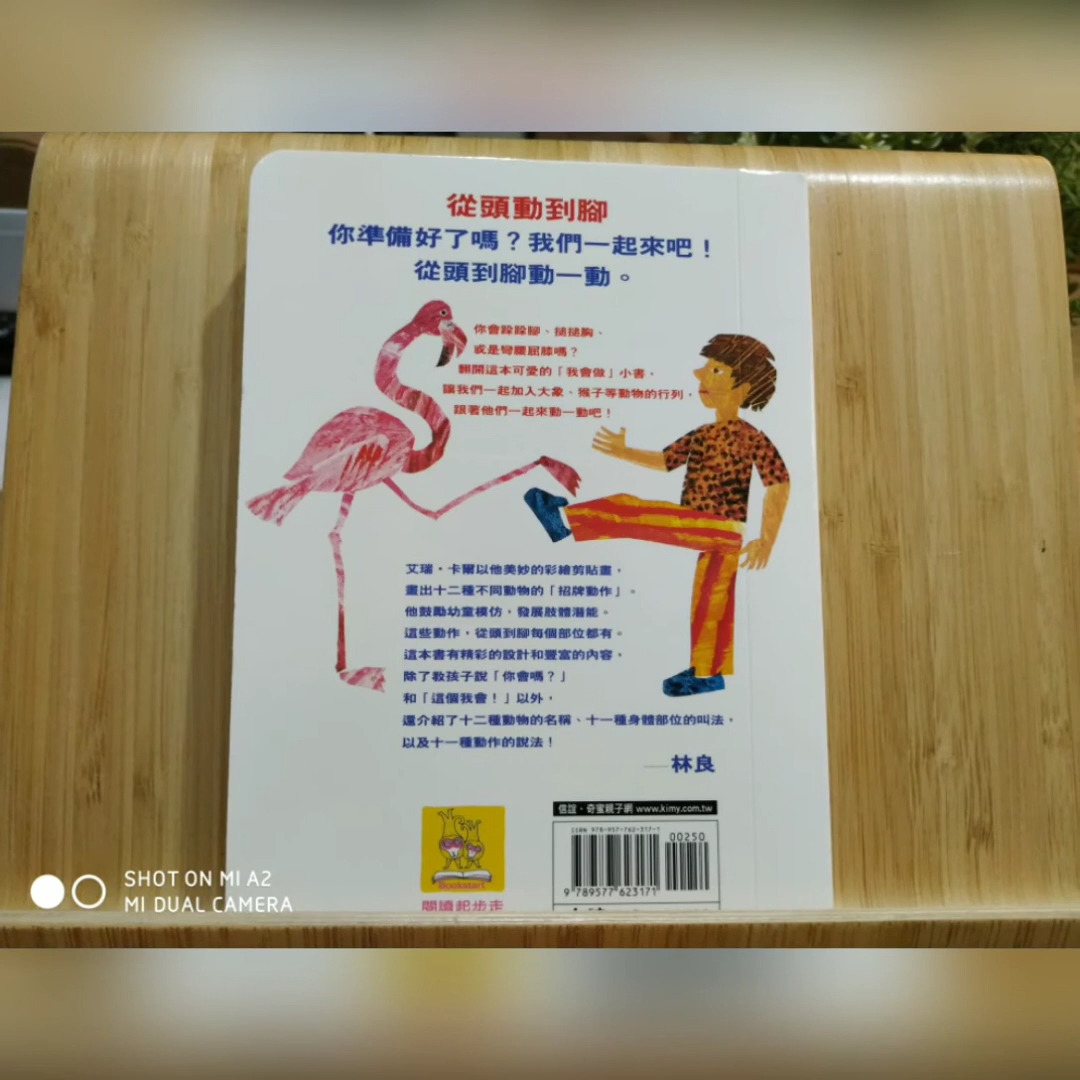 從頭動到腳
你準備好了嗎？我們一起來吧！
從頭到腳動一動。
你會跺跺腳、搥搥胸、
或是彎腰屈膝嗎？
翻開這本可愛的「我會做」小書，
讓我們一起加入大象、猴子等動物的行列，
跟著他們一起來動一動吧！
艾瑞・卡爾以他美妙的彩繪剪貼畫，
畫出十二種不同動物的「招牌動作」。
他鼓勵幼童模仿，發展肢體潛能。
這些動作，從頭到腳每個部位都有。
這本書有精彩的設計和豐富的內容，
除了教孩子說「你會嗎？」
和「這個我會！」以外，
還介紹了十二種動物的名稱、十一種身體部位的叫法，
以及十一種動作的說法！
——林良
信誼・奇蜜親子網 www.kimy.com.tw
ISBN 978-957-762-317-1
00250
9 789577 623171
Bookstart
閱讀起步走
SHOT ON MI A2
MI DUAL CAMERA